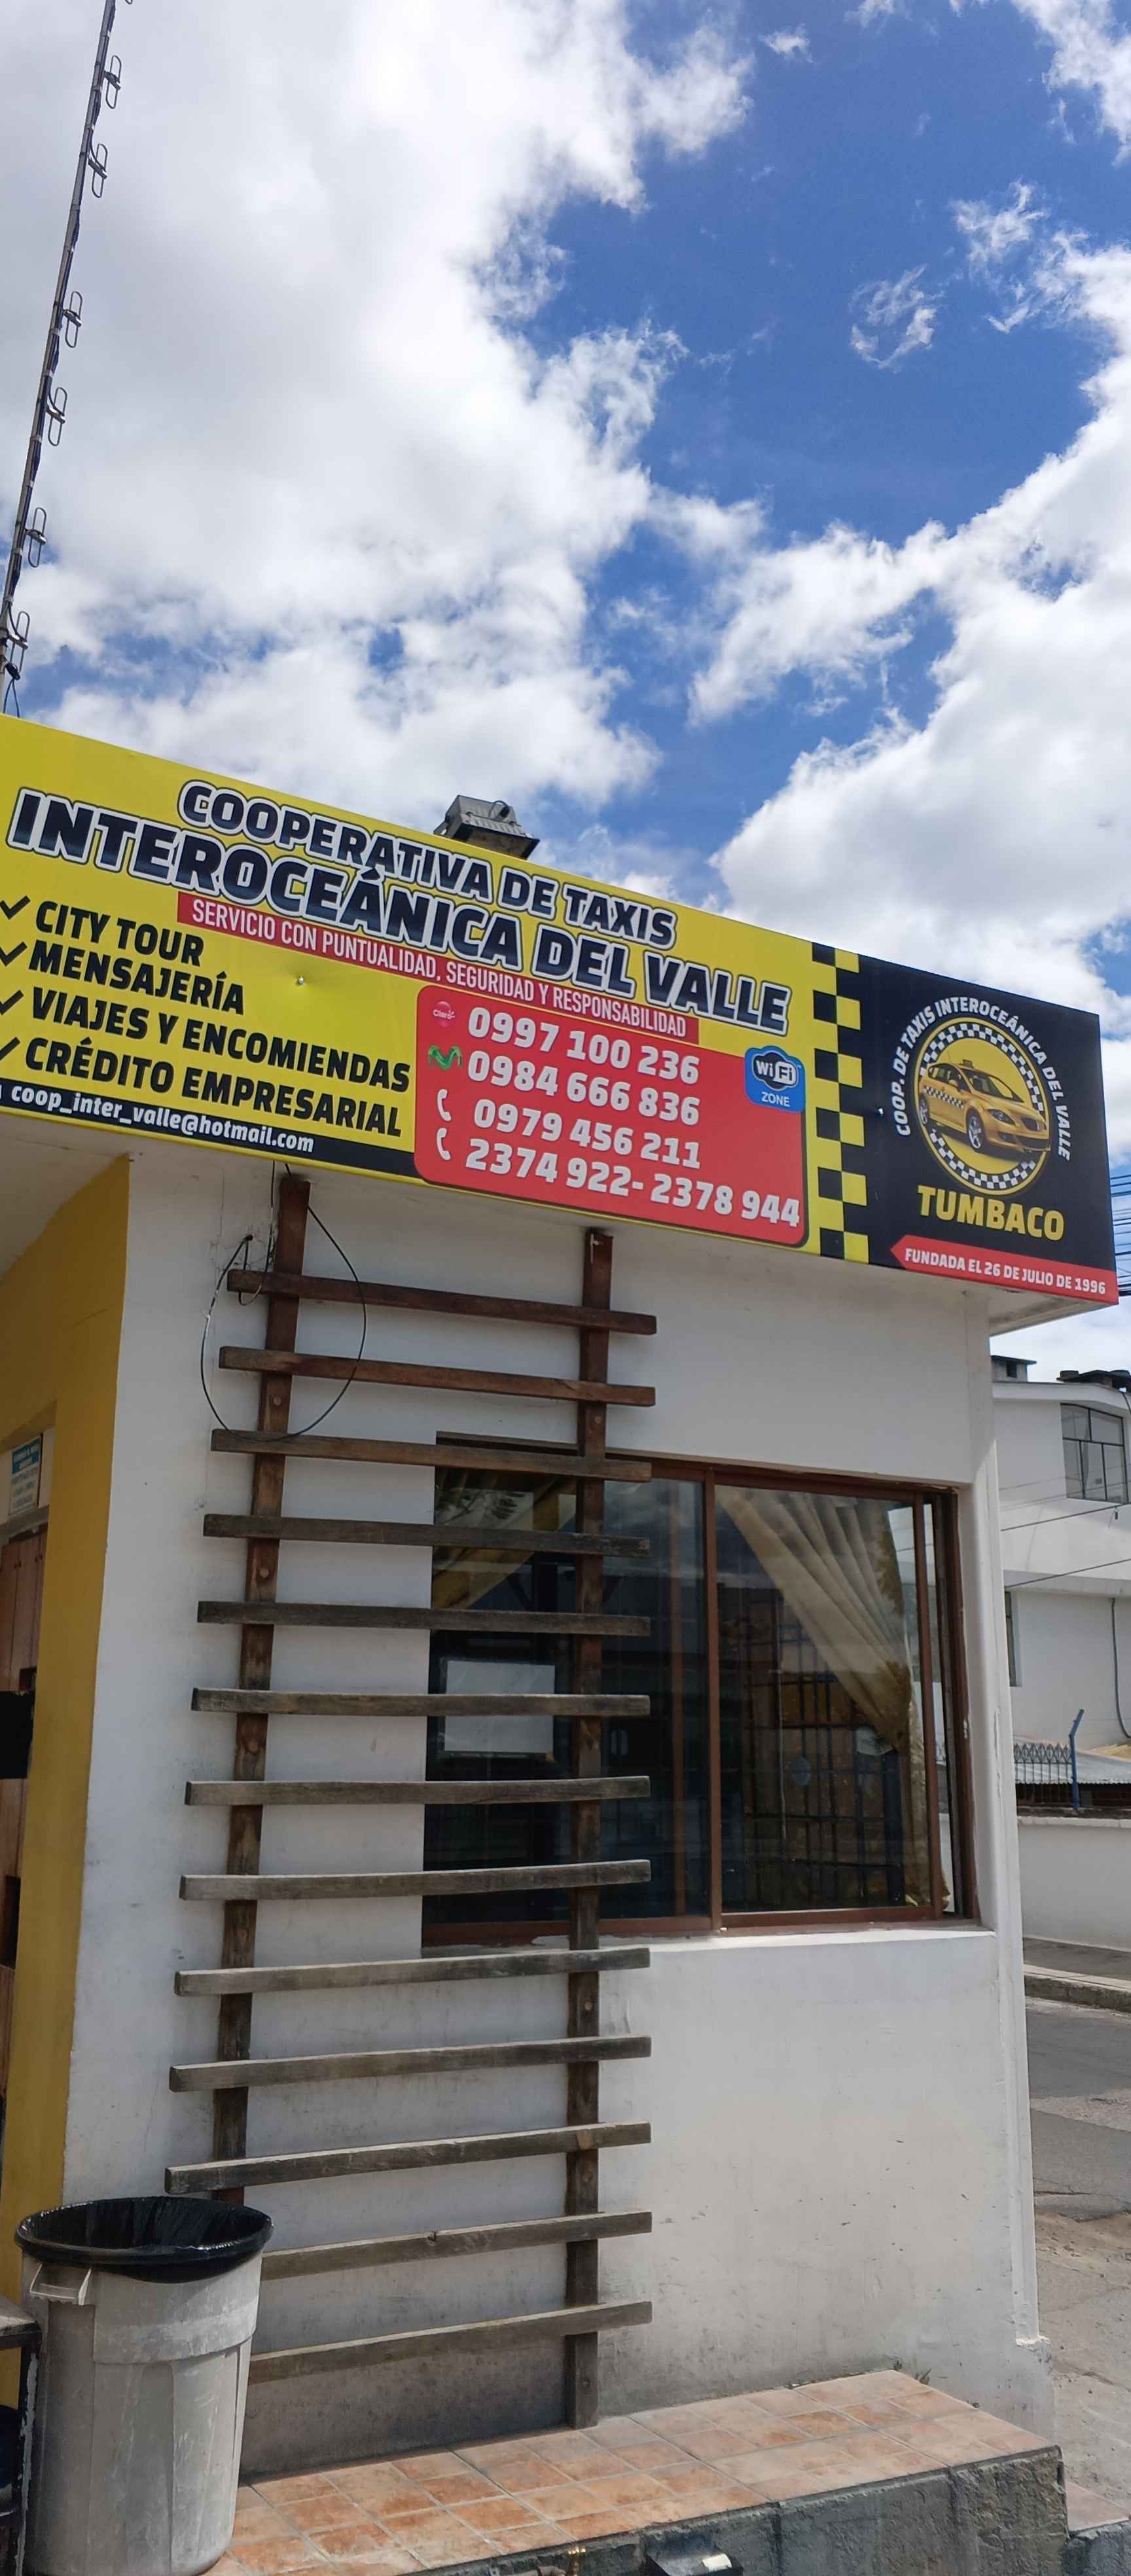 COOPERATIVA DE TAXIS
INTEROCEÁNICA DEL VALLE
SERVICIO CON PUNTUALIDAD, SEGURIDAD Y RESPONSABILIDAD
CITY TOUR
MENSAJERÍA
VIAJES Y ENCOMIENDAS
CRÉDITO EMPRESARIAL
coop_inter_valle@hotmail.com
Claro
0997 100 236
0984 666 836
0979 456 211
2374 922- 2378 944
WiFi
ZONE
COOP. DE TAXIS INTEROCEÁNICA DEL VALLE
TUMBACO
FUNDADA EL 26 DE JULIO DE 1996